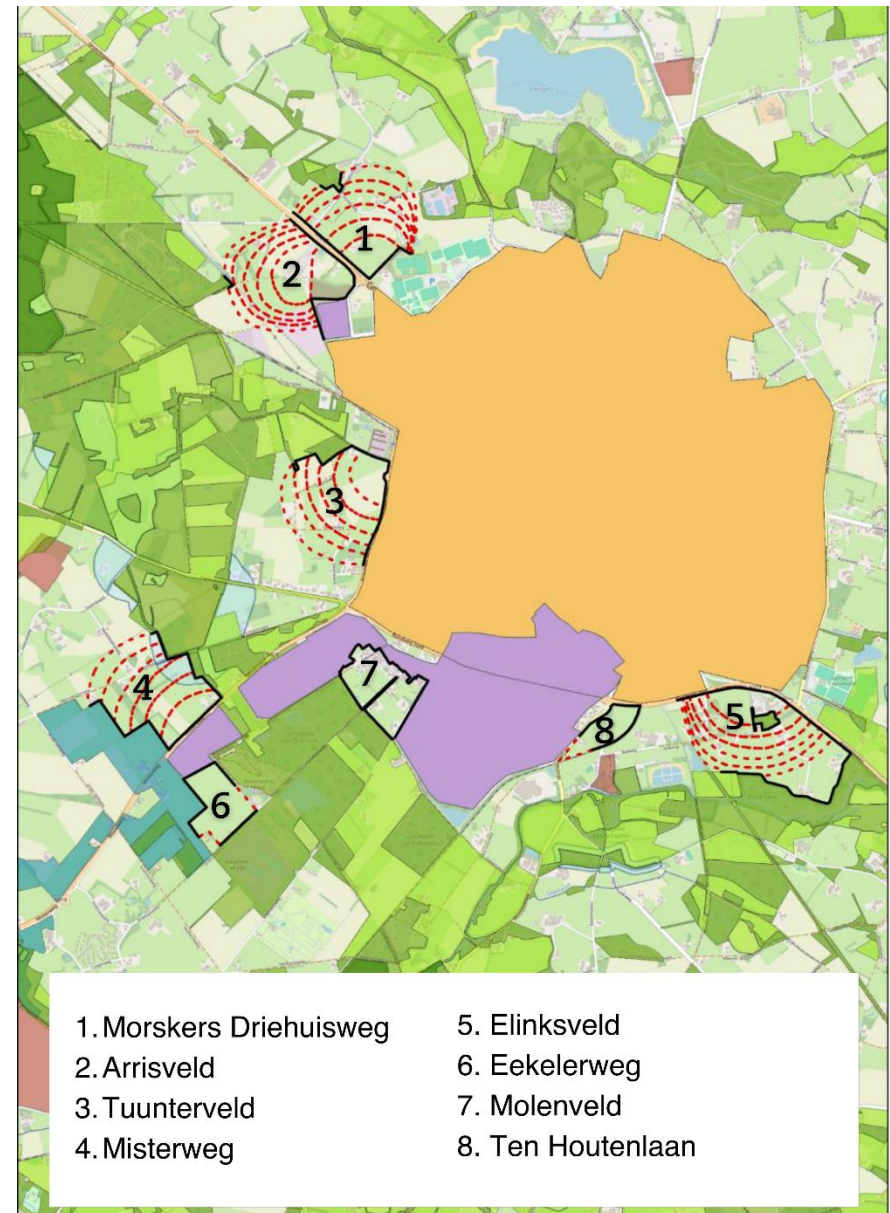 1
2
3
4
5
6
7
8
P
N319
1. Morskers Driehuisweg
2. Arrisveld
3. Tuunterveld
4. Misterweg
5. Elinksveld
6. Eekelerweg
7. Molenveld
8. Ten Houtenlaan